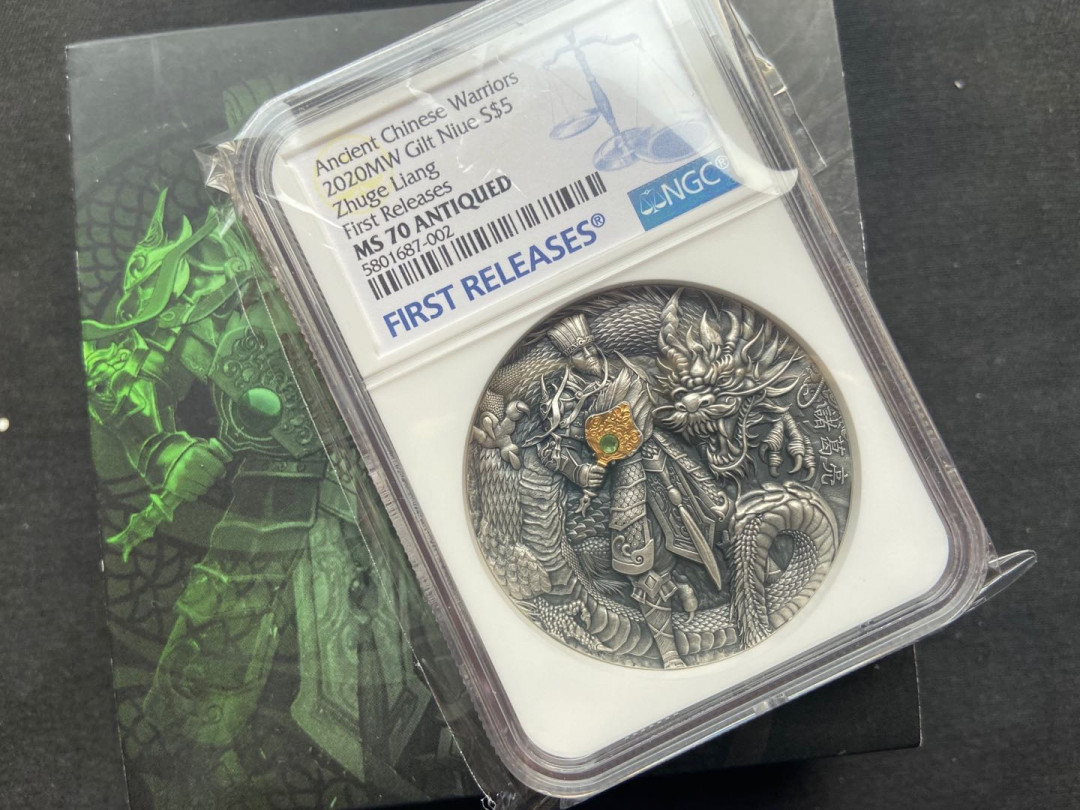 Ancient Chinese Warriors
2020MW Gilt Niue S$5
Zhuge Liang
First Releases
MS 70 ANTIQUED
5801687-002
NGC®
FIRST RELEASES®
諸葛亮